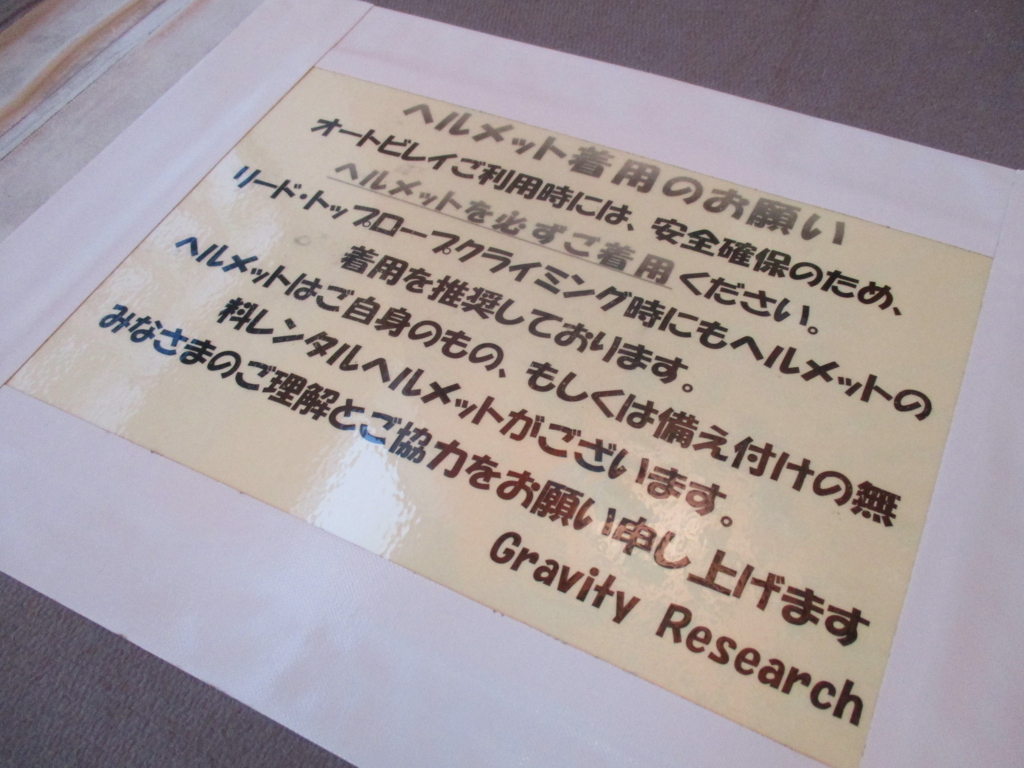 ヘルメット着用のお願い
オートビレイご利用時には、安全確保のため、
ヘルメットを必ずご着用ください。
リード・トップロープクライミング時にもヘルメットの
着用を推奨しております。
ヘルメットはご自身のもの、もしくは備え付けの無
料レンタルヘルメットがございます。
みなさまのご理解とご協力をお願い申し上げます
Gravity Research